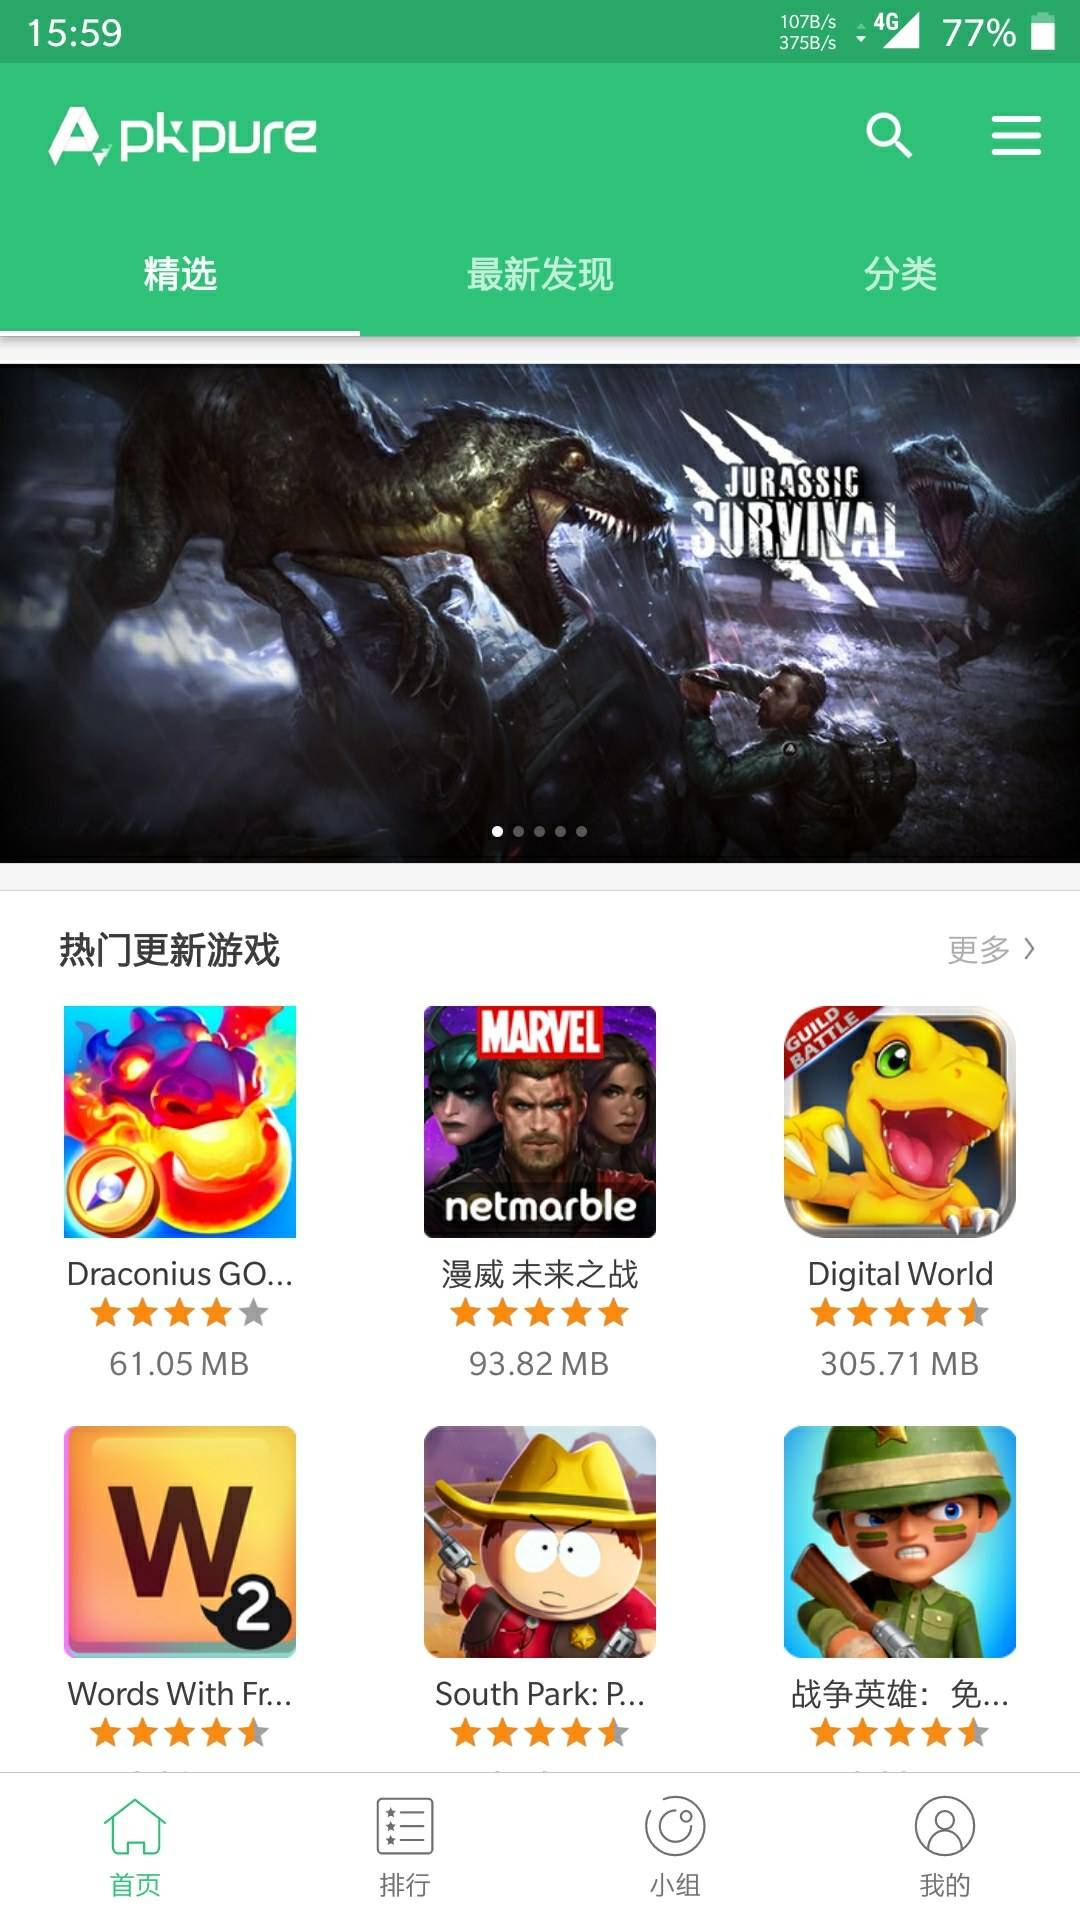 15:59
107B/s
375B/s
4G
77%
Apkpure
精选
最新发现
分类
JURASSIC
SURVIVAL
热门更新游戏
更多
MARVEL
netmarble
GUILD
BATTLE
Draconius GO...
漫威 未来之战
Digital World
61.05 MB
93.82 MB
305.71 MB
W
2
Words With Fr...
South Park: P...
战争英雄：免...
首页
排行
小组
我的